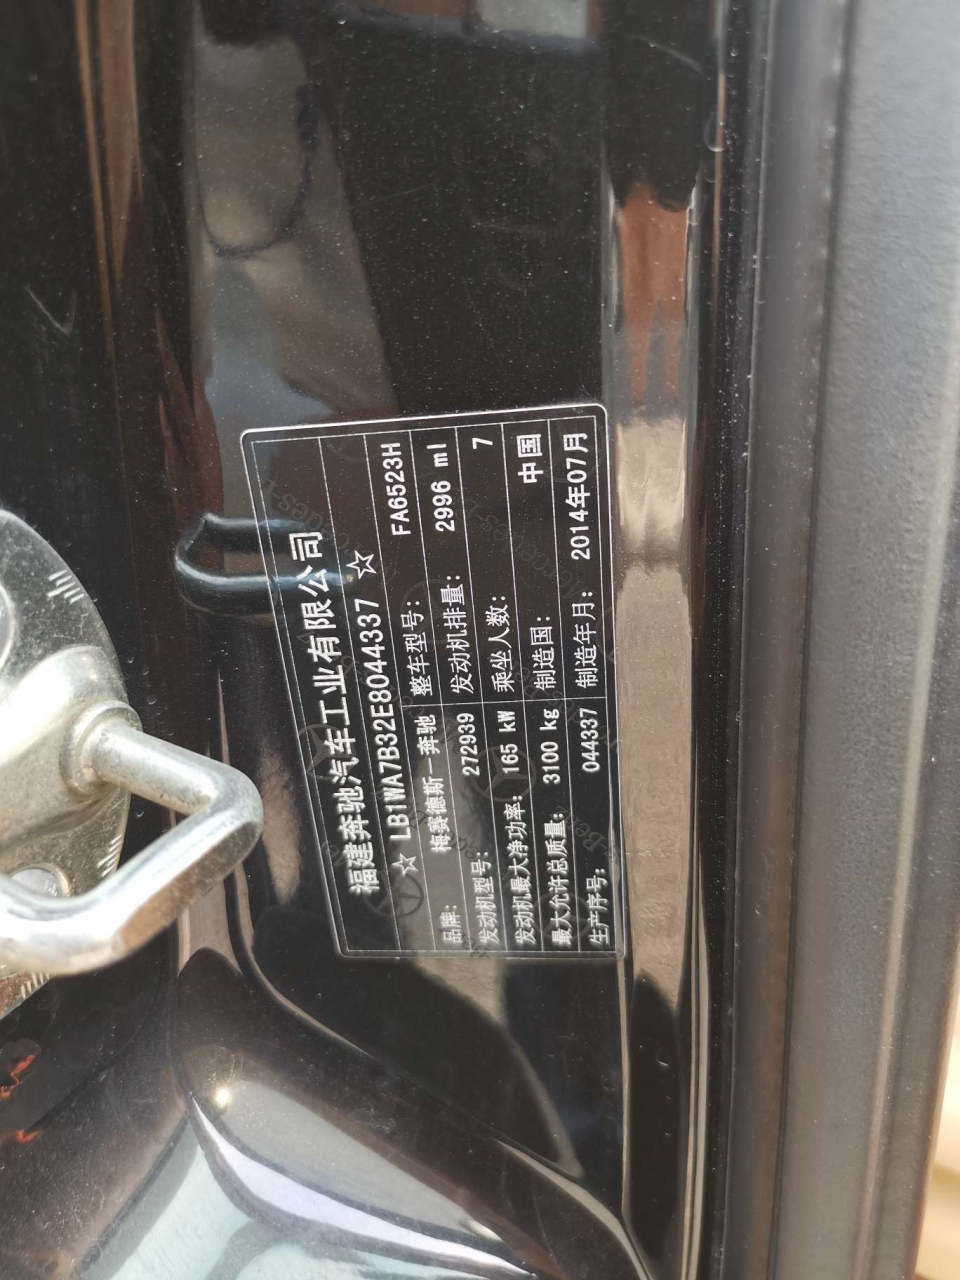 福建奔驰汽车工业有限公司
☆ LB1WA7B32E8044337 ☆
品牌： 梅赛德斯－奔驰 整车型号： FA6523H
发动机型号： 272939 发动机排量： 2996 ml
发动机最大净功率： 165 kW 乘坐人数： 7
最大允许总质量： 3100 kg 制造国： 中国
生产序号： 044337 制造年月： 2014年07月